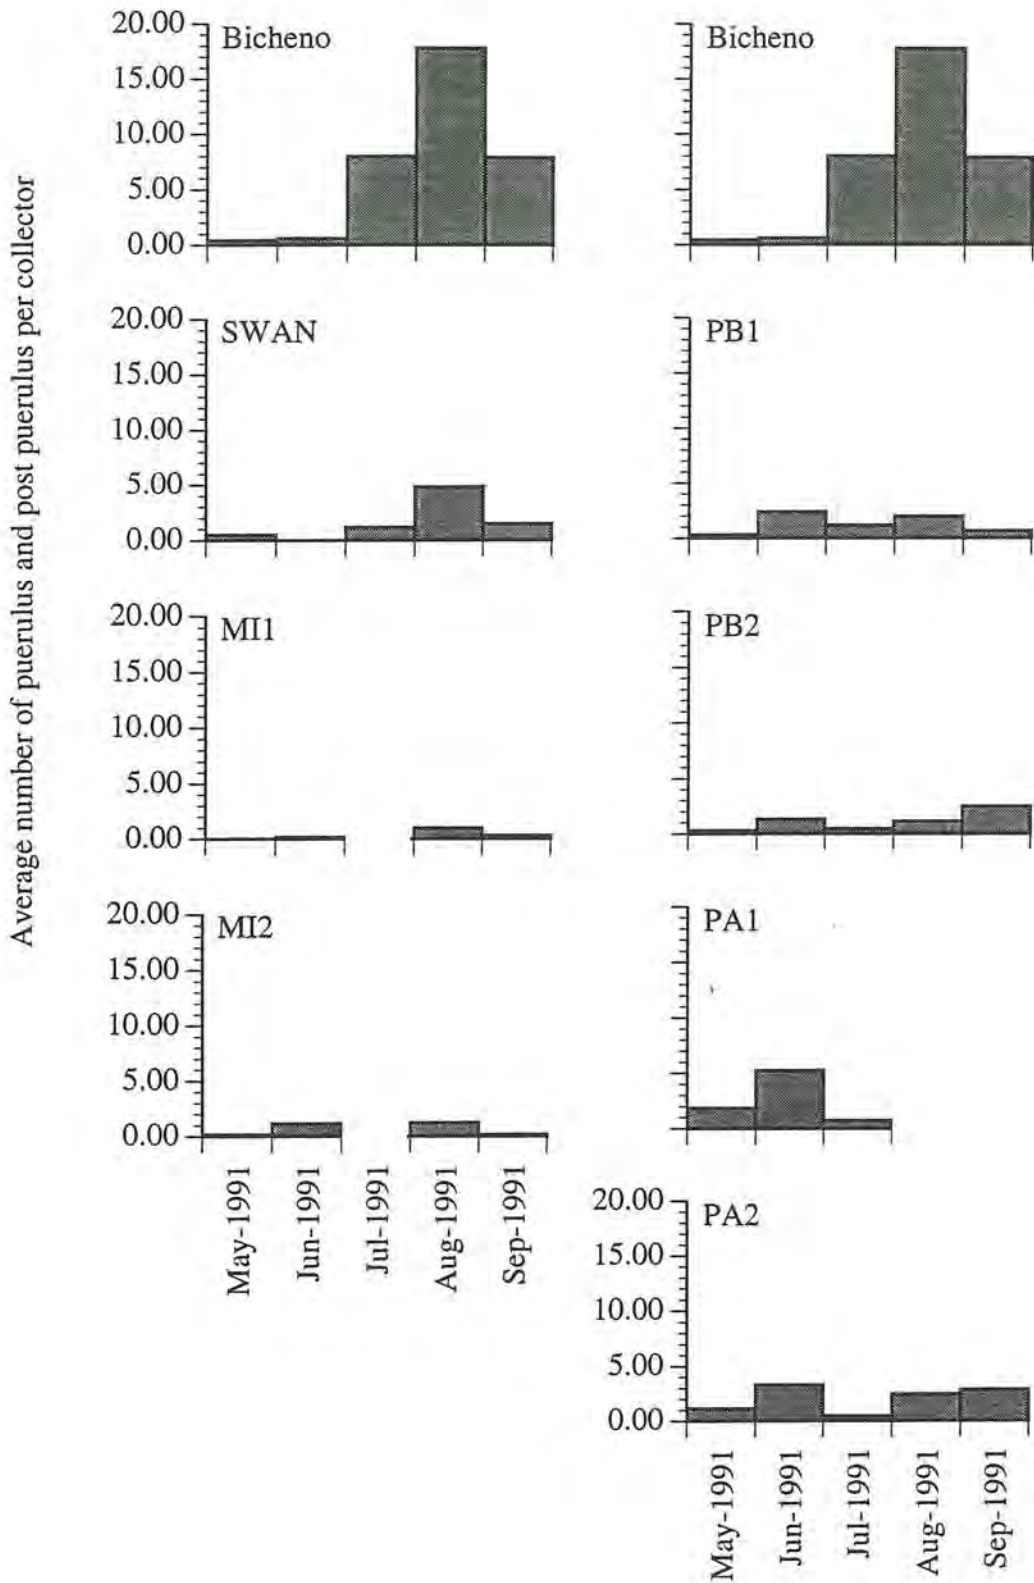 Average number of puerulus and post puerulus per collector
Bicheno
20.00
15.00
10.00
5.00
0.00
Bicheno
SWAN
20.00
15.00
10.00
5.00
0.00
PB1
MI1
20.00
15.00
10.00
5.00
0.00
PB2
MI2
20.00
15.00
10.00
5.00
0.00
May-1991
Jun-1991
Jul-1991
Aug-1991
Sep-1991
PA1
PA2
20.00
15.00
10.00
5.00
0.00
May-1991
Jun-1991
Jul-1991
Aug-1991
Sep-1991